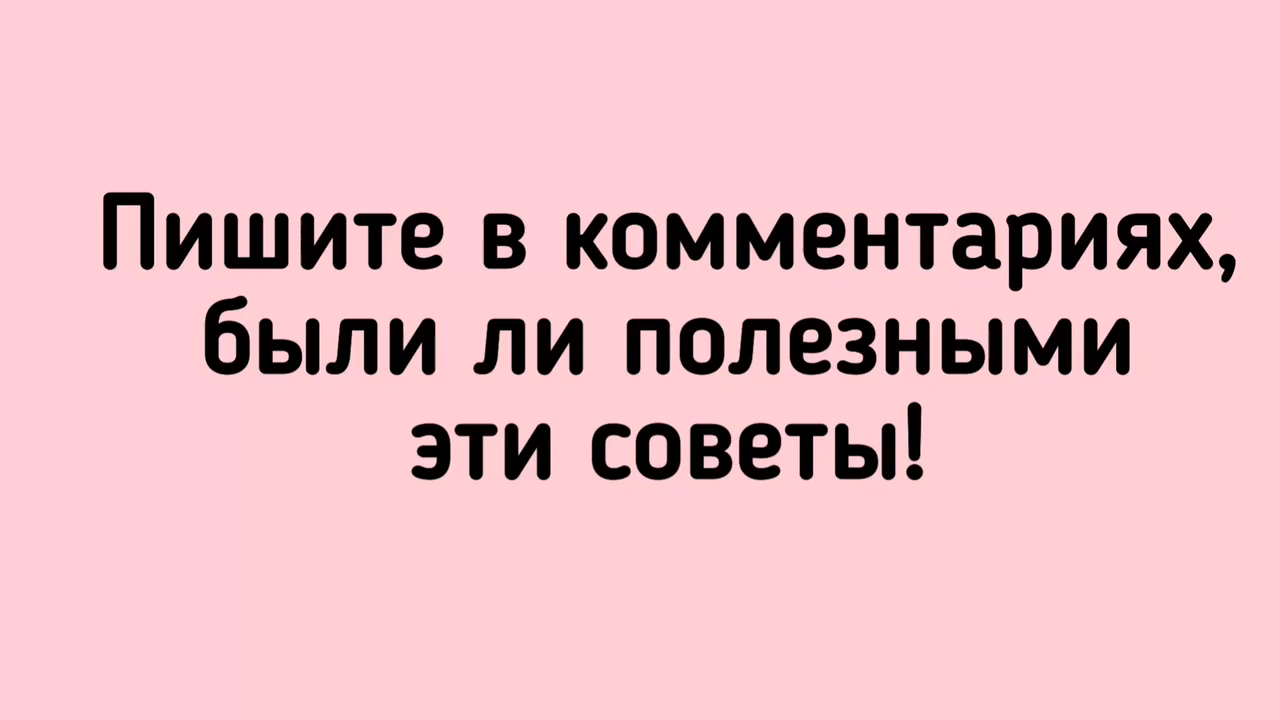 Пишите в комментариях,
были ли полезными
эти советы!